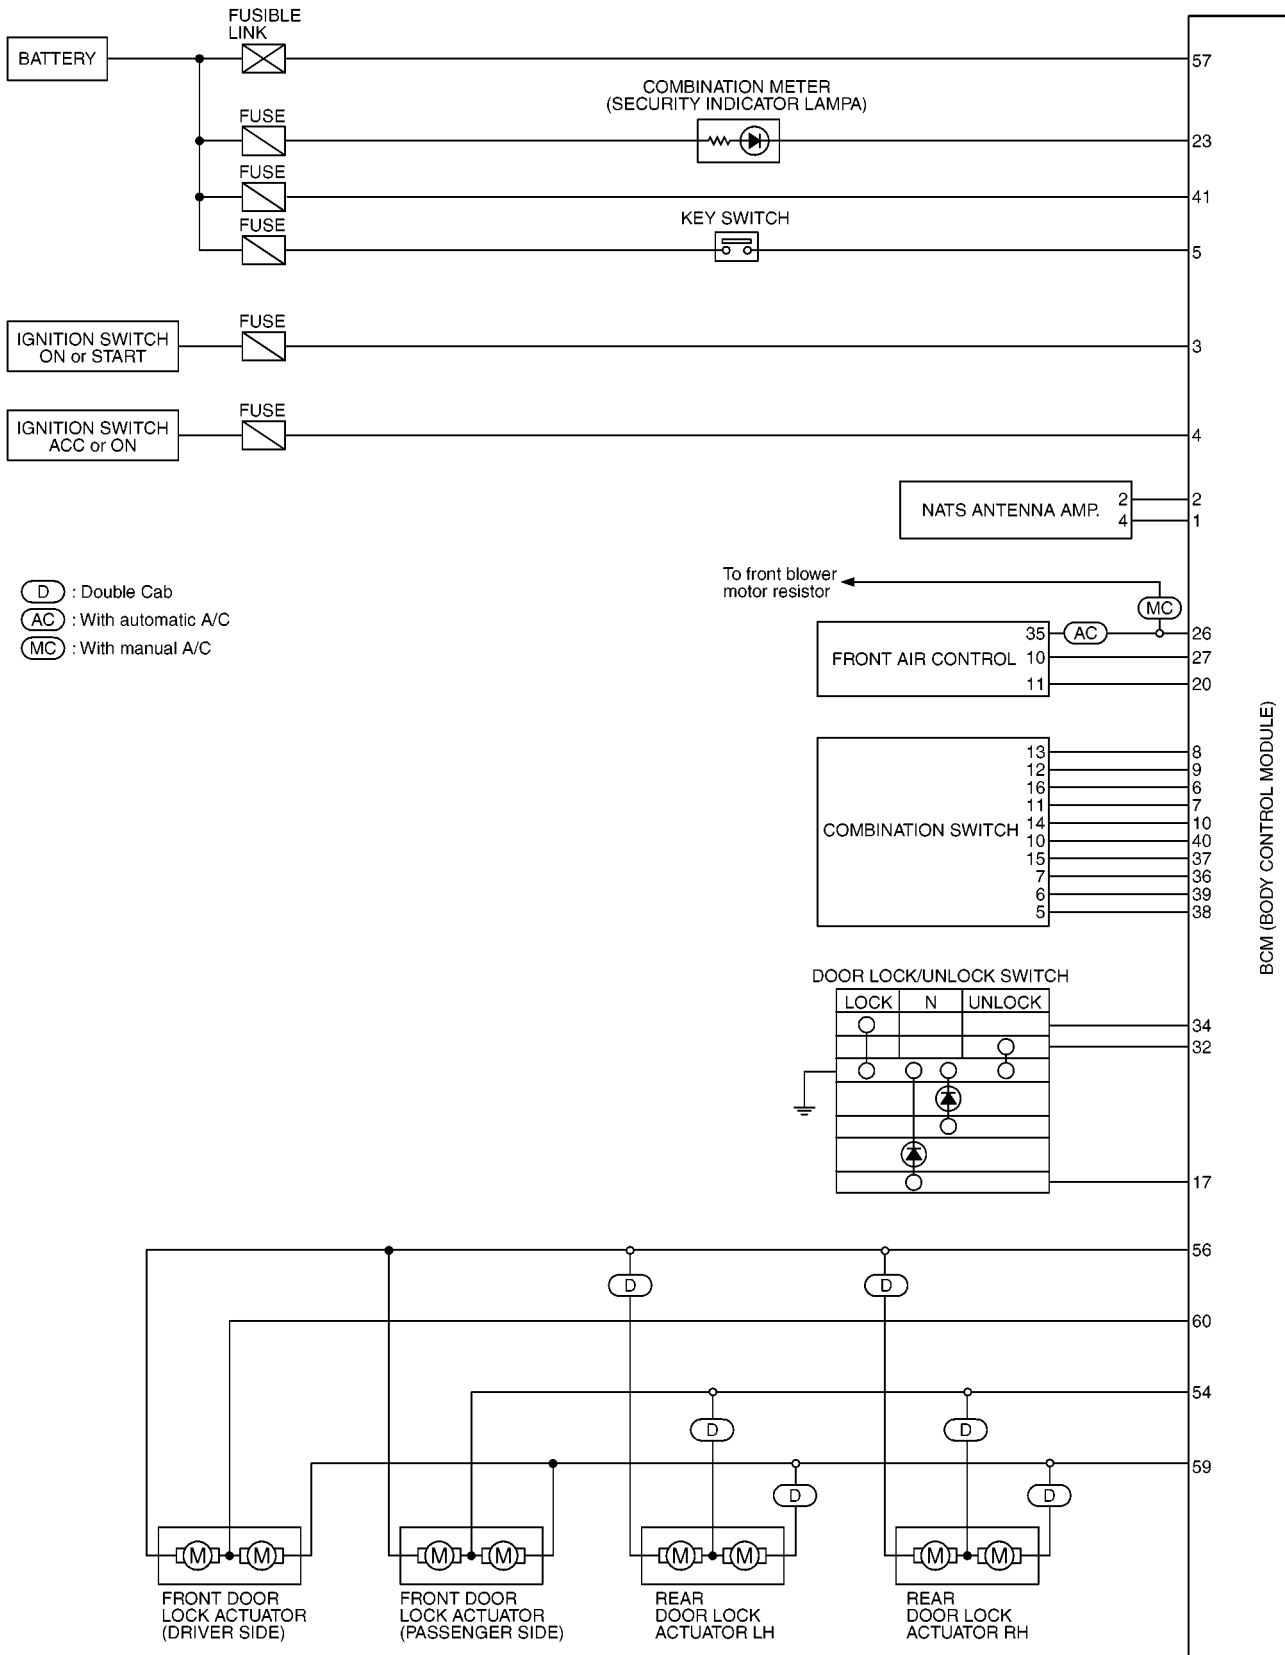 FUSIBLE
LINK
BATTERY
57
COMBINATION METER
(SECURITY INDICATOR LAMPA)
FUSE
23
FUSE
41
FUSE
KEY SWITCH
5
IGNITION SWITCH
ON or START
FUSE
3
IGNITION SWITCH
ACC or ON
FUSE
4
NATS ANTENNA AMP.
2 2
4 1
D : Double Cab
AC : With automatic A/C
MC : With manual A/C
To front blower
motor resistor
MC
FRONT AIR CONTROL
35 AC 26
10 27
11 20
COMBINATION SWITCH
13 8
12 9
16 6
11 7
14 10
10 40
15 37
7 36
6 39
5 38
BCM (BODY CONTROL MODULE)
DOOR LOCK/UNLOCK SWITCH
LOCK N UNLOCK
34
32
17
56
D D
60
54
D D
59
D D
M M M M M M M M
FRONT DOOR
LOCK ACTUATOR
(DRIVER SIDE)
FRONT DOOR
LOCK ACTUATOR
(PASSENGER SIDE)
REAR
DOOR LOCK
ACTUATOR LH
REAR
DOOR LOCK
ACTUATOR RH